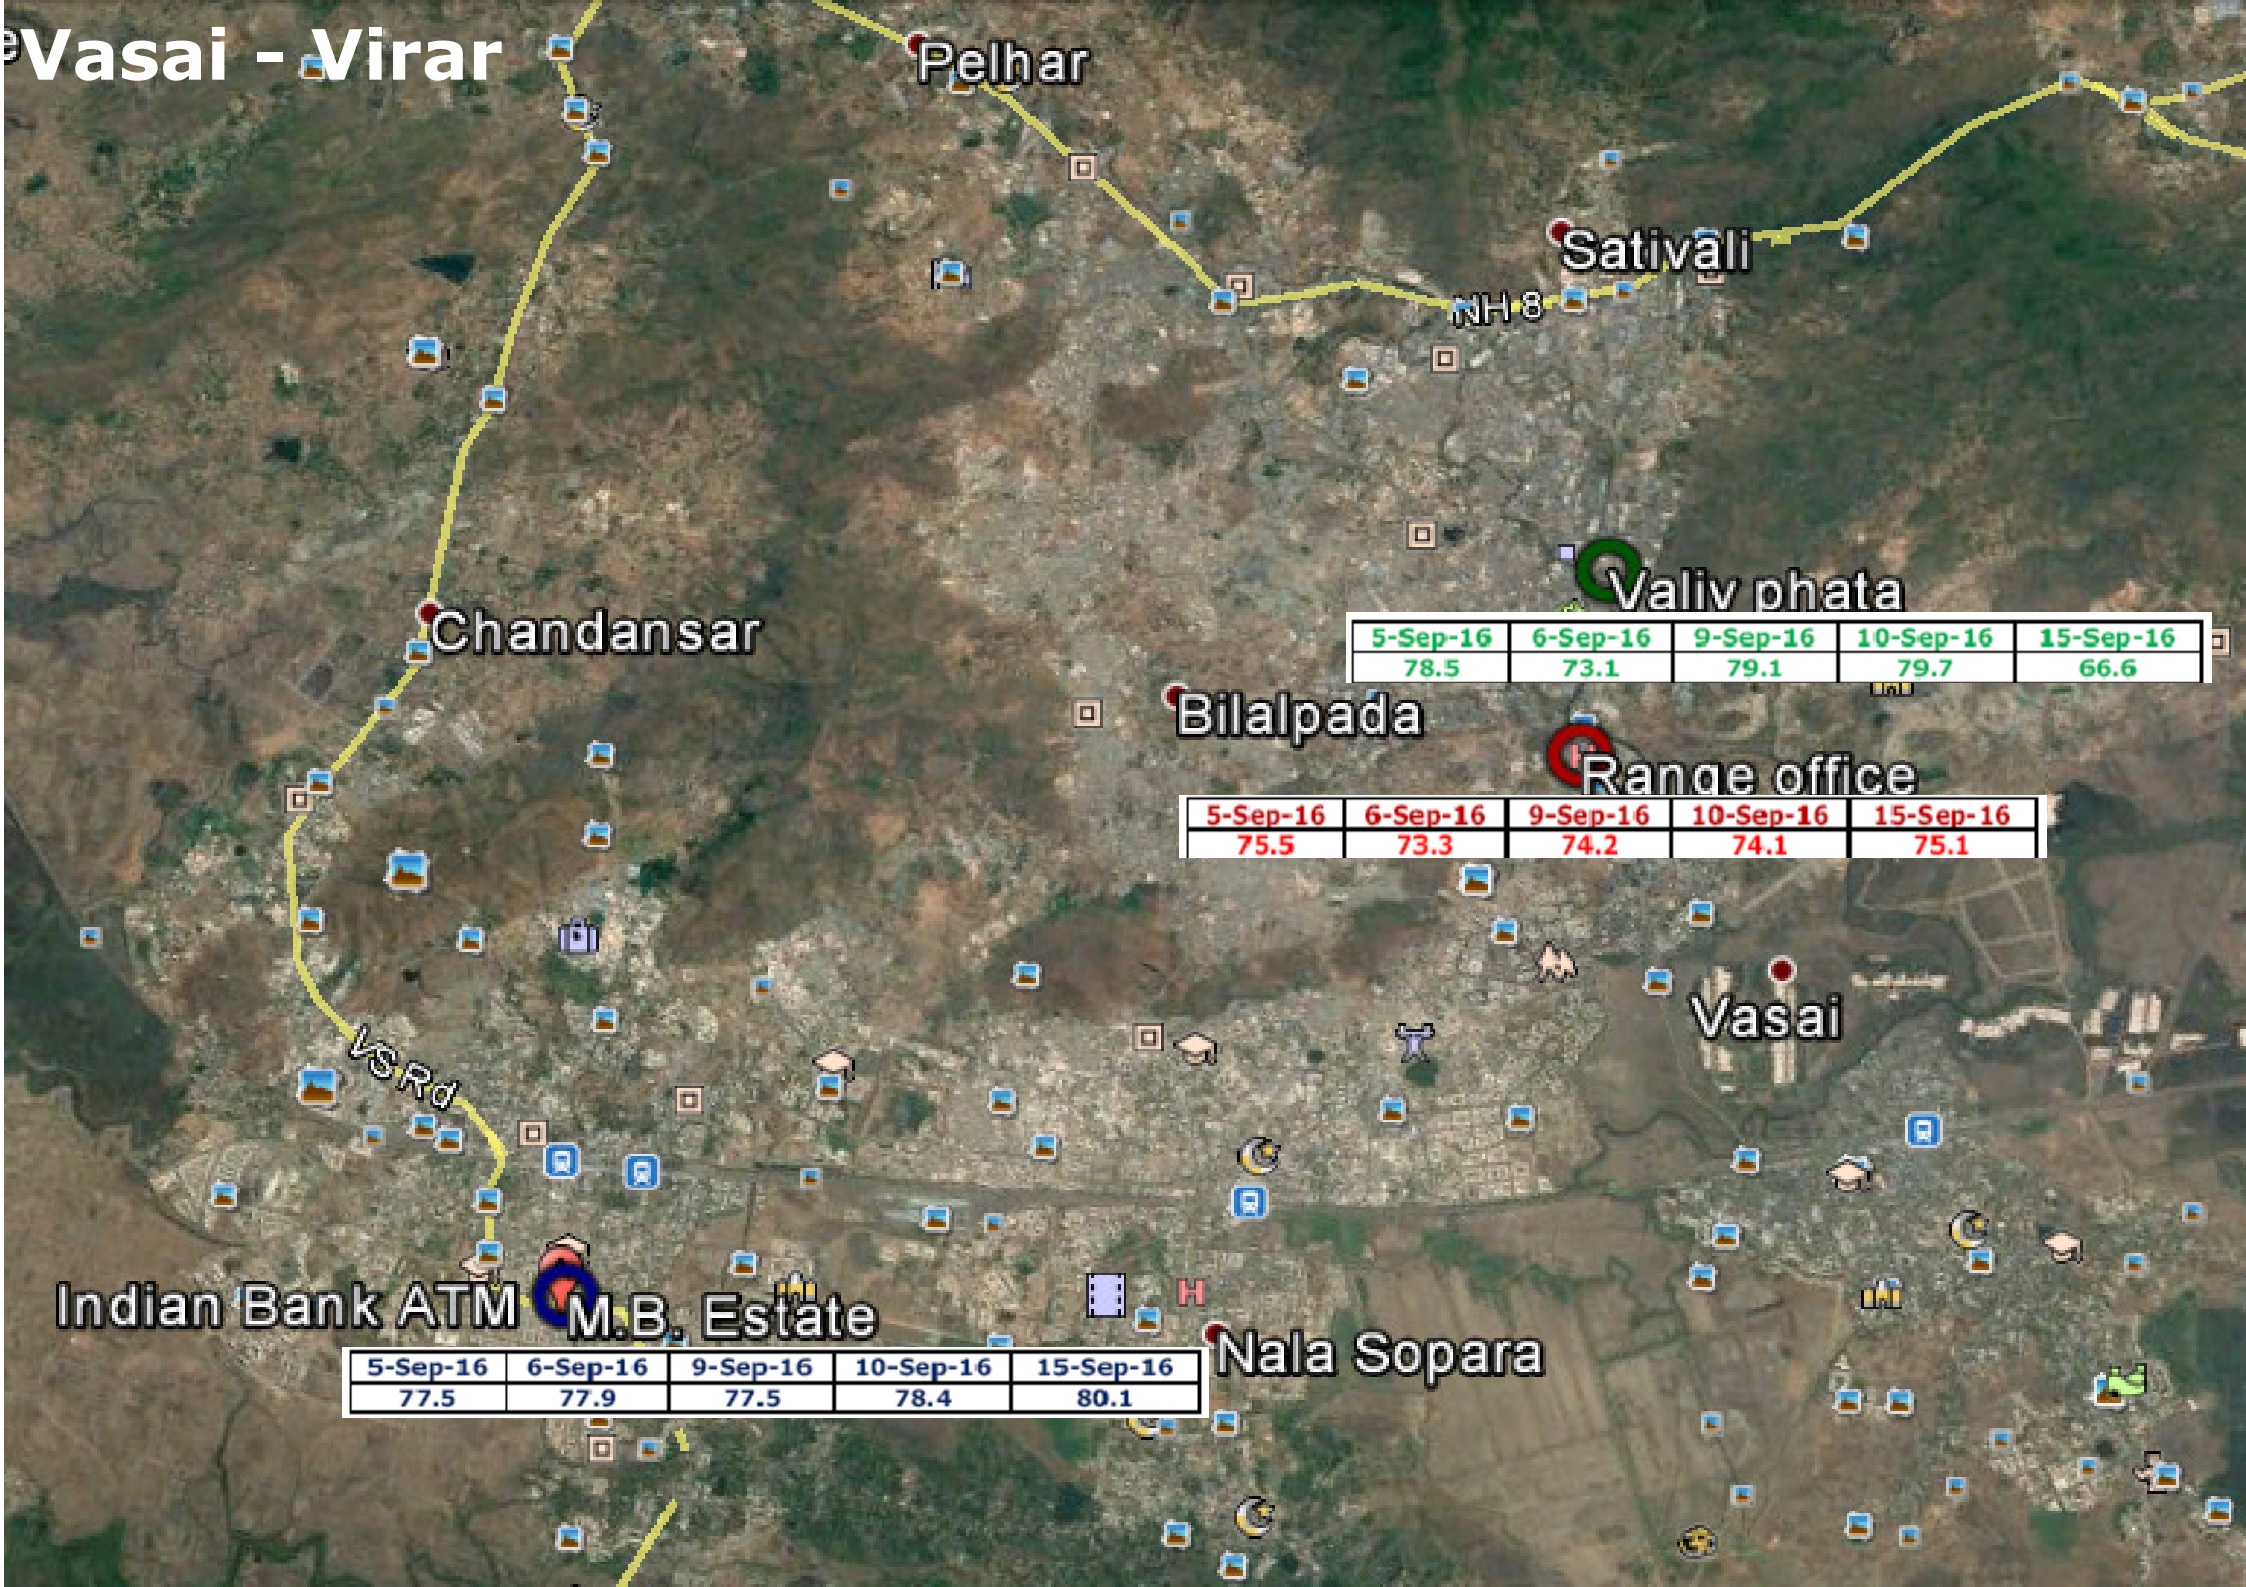 e
Vasai - Virar
Pelhar
Sativali
NH 8
Valiv phata
Chandansar
5-Sep-16 6-Sep-16 9-Sep-16 10-Sep-16 15-Sep-16
78.5 73.1 79.1 79.7 66.6
Bilalpada
Range office
5-Sep-16 6-Sep-16 9-Sep-16 10-Sep-16 15-Sep-16
75.5 73.3 74.2 74.1 75.1
Vasai
VS Rd
H
Indian Bank ATM
M.B. Estate
Nala Sopara
5-Sep-16 6-Sep-16 9-Sep-16 10-Sep-16 15-Sep-16
77.5 77.9 77.5 78.4 80.1